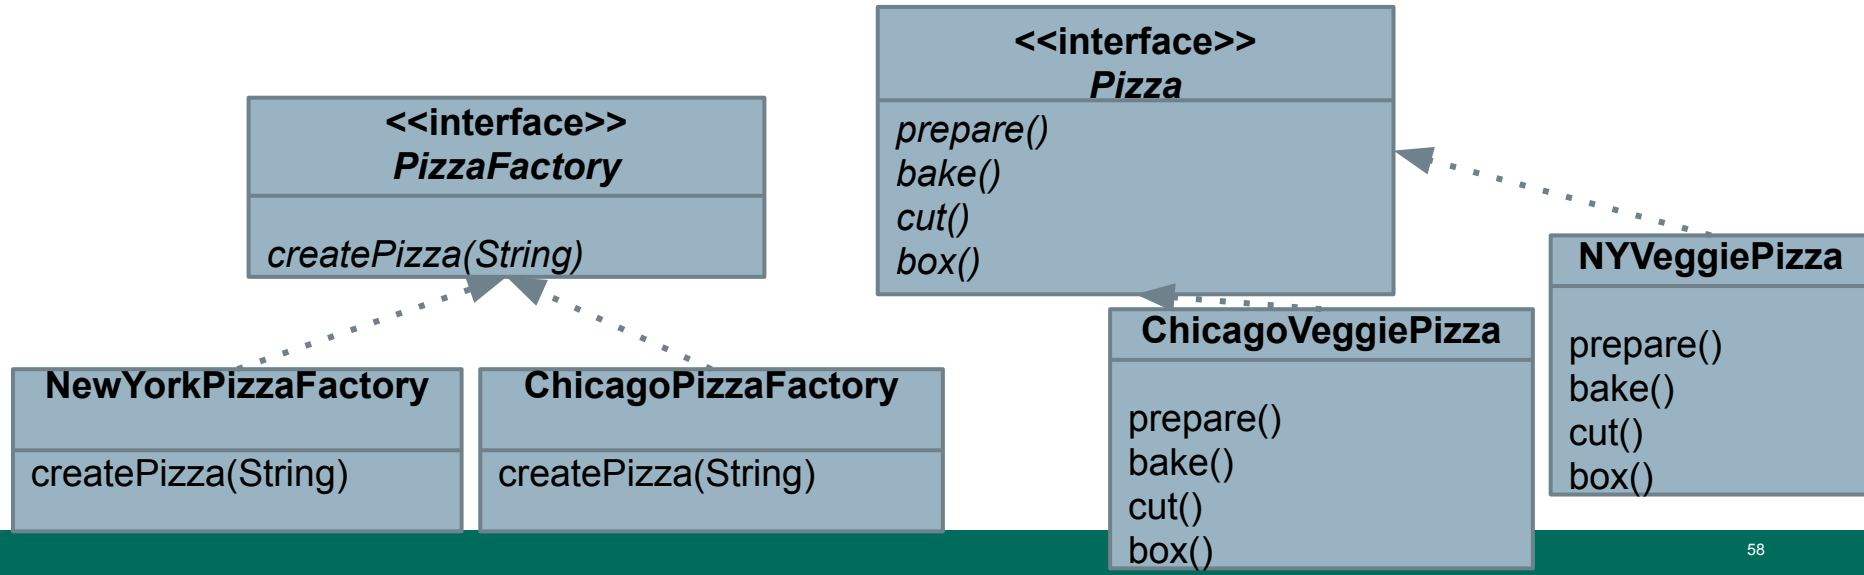 <<interface>>
PizzaFactory
createPizza(String)
NewYorkPizzaFactory
createPizza(String)
ChicagoPizzaFactory
createPizza(String)
<<interface>>
Pizza
prepare()
bake()
cut()
box()
ChicagoVeggiePizza
prepare()
bake()
cut()
box()
NYVeggiePizza
prepare()
bake()
cut()
box()
58